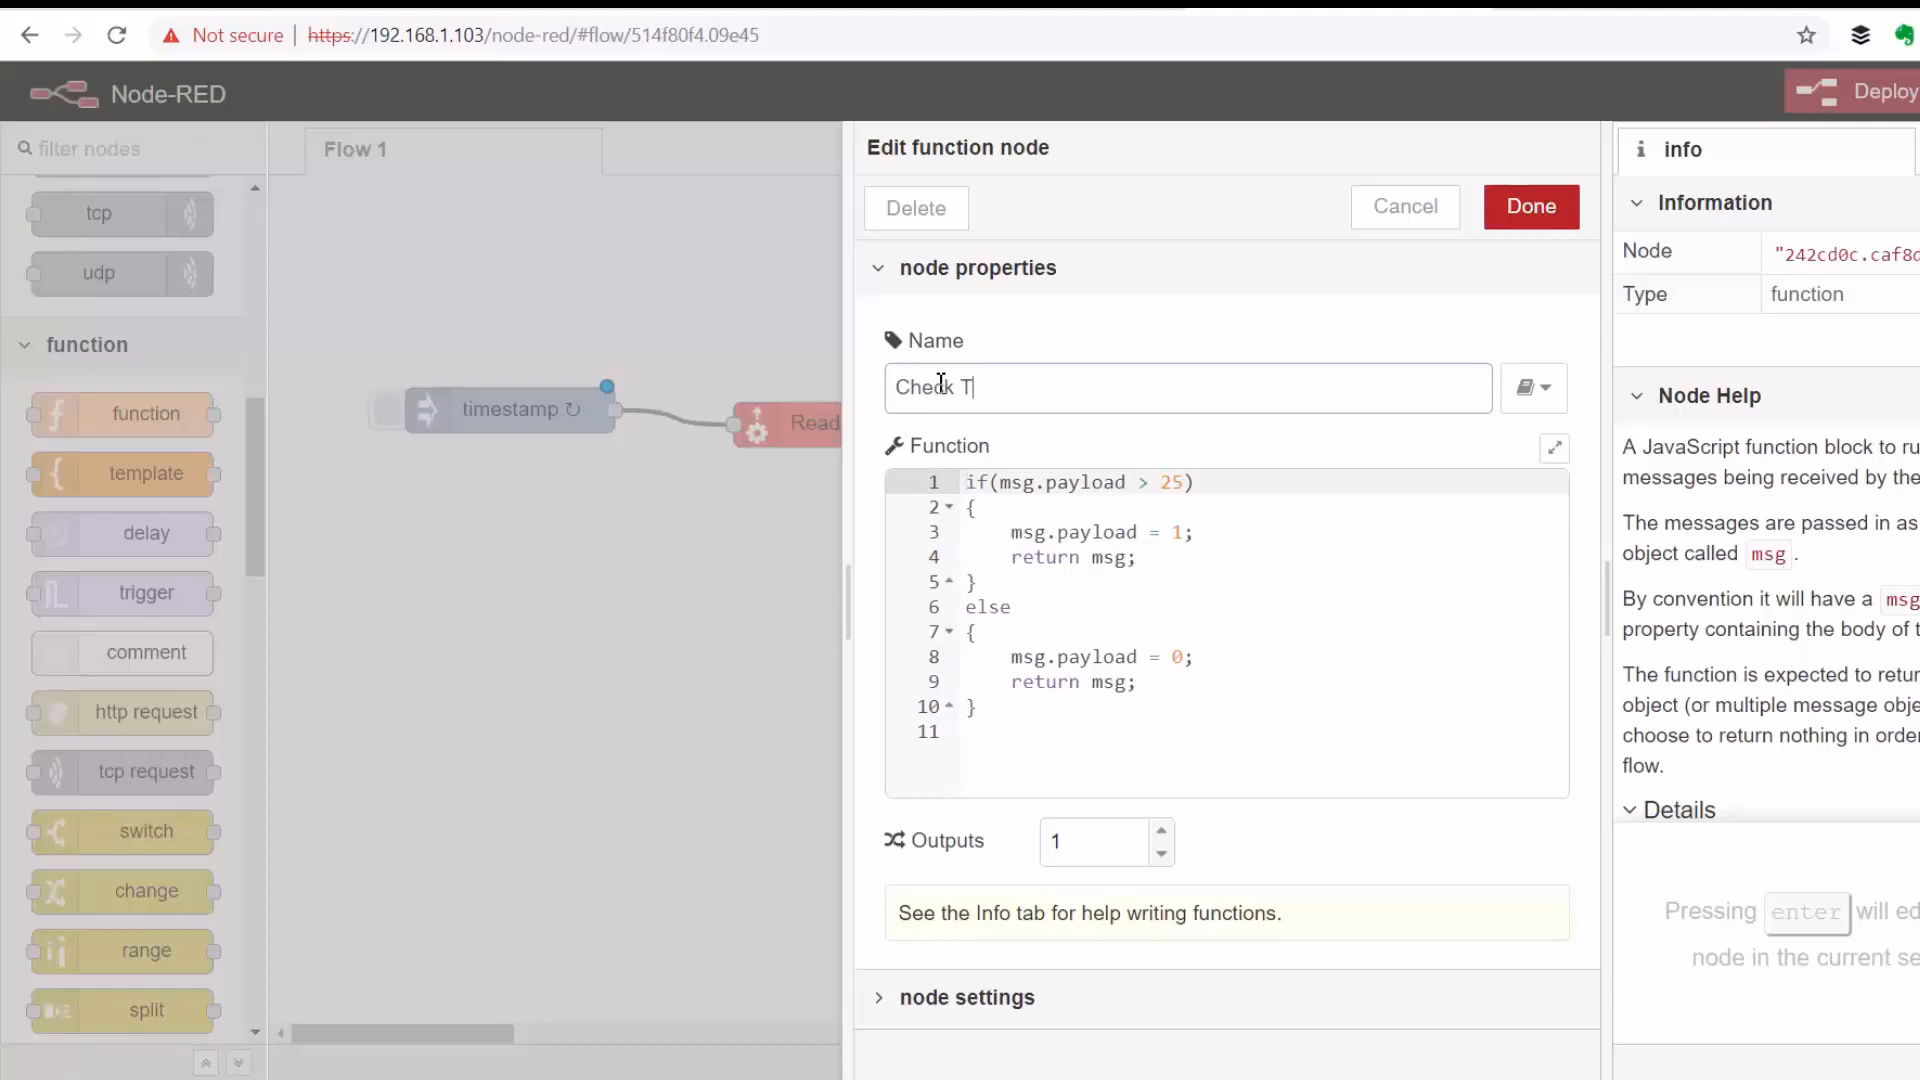 Not secure | https://192.168.1.103/node-red/#flow/514f80f4.09e45
Node-RED
Deploy
filter nodes
Flow 1
Edit function node
info
Delete
Cancel
Done
Information
tcp
Node
"242cd0c.caf8d
udp
node properties
Type
function
function
Name
Check T
Node Help
function
timestamp ↻
Read
Function
A JavaScript function block to ru
messages being received by the
template
1 if(msg.payload > 25)
2 {
The messages are passed in as
delay
3 msg.payload = 1;
4 return msg;
object called msg .
5 }
trigger
6 else
By convention it will have a msg
7 {
property containing the body of t
comment
8 msg.payload = 0;
The function is expected to retur
9 return msg;
object (or multiple message obje
http request
10 }
11
choose to return nothing in order
flow.
tcp request
Details
switch
Outputs
1
change
See the Info tab for help writing functions.
Pressing enter will ed
range
node in the current se
node settings
split